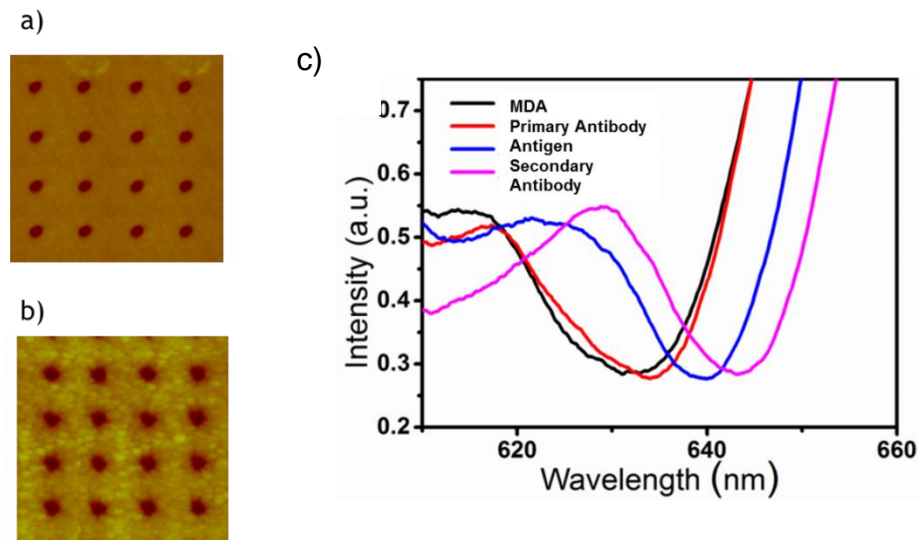 a)
b)
c)
MDA
Primary Antibody
Antigen
Secondary
Antibody
0.7
0.6
0.5
0.4
0.3
0.2
Intensity (a.u.)
620
640
660
Wavelength (nm)